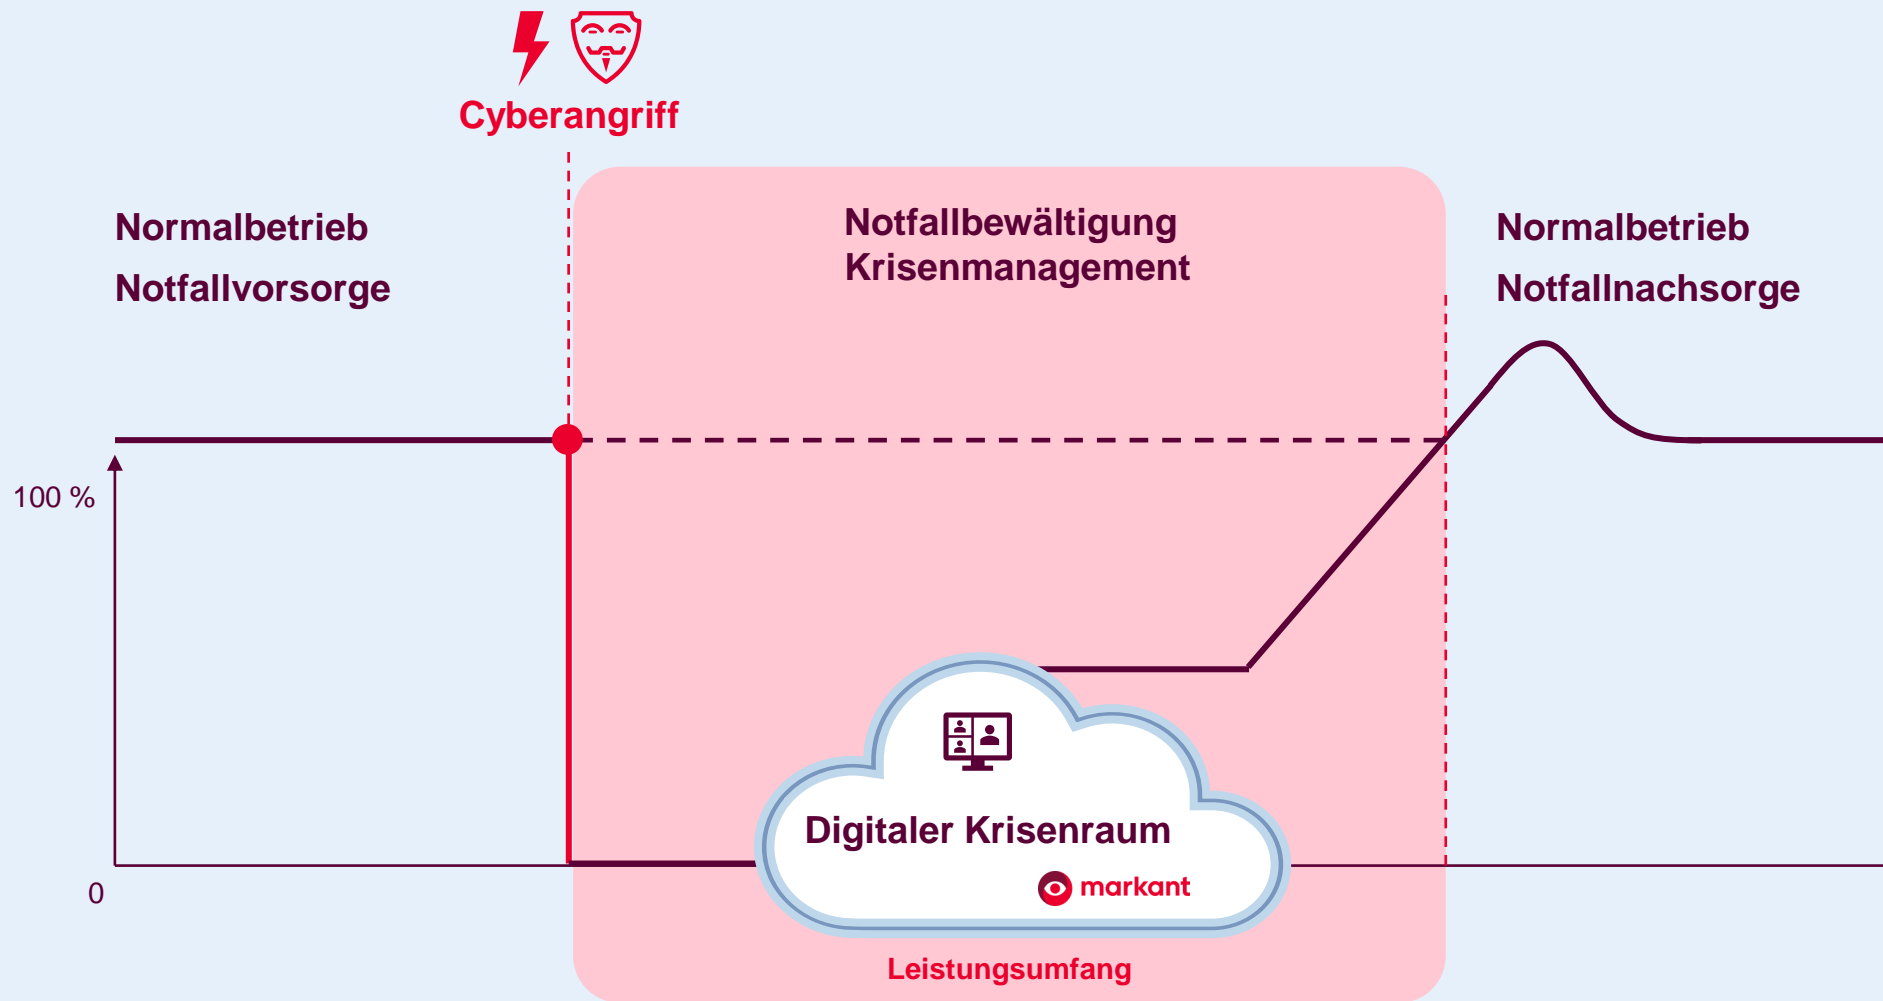 Cyberangriff
Normalbetrieb
Notfallvorsorge
Notfallbewältigung
Krisenmanagement
Normalbetrieb
Notfallnachsorge
100 %
0
Digitaler Krisenraum
markant
Leistungsumfang